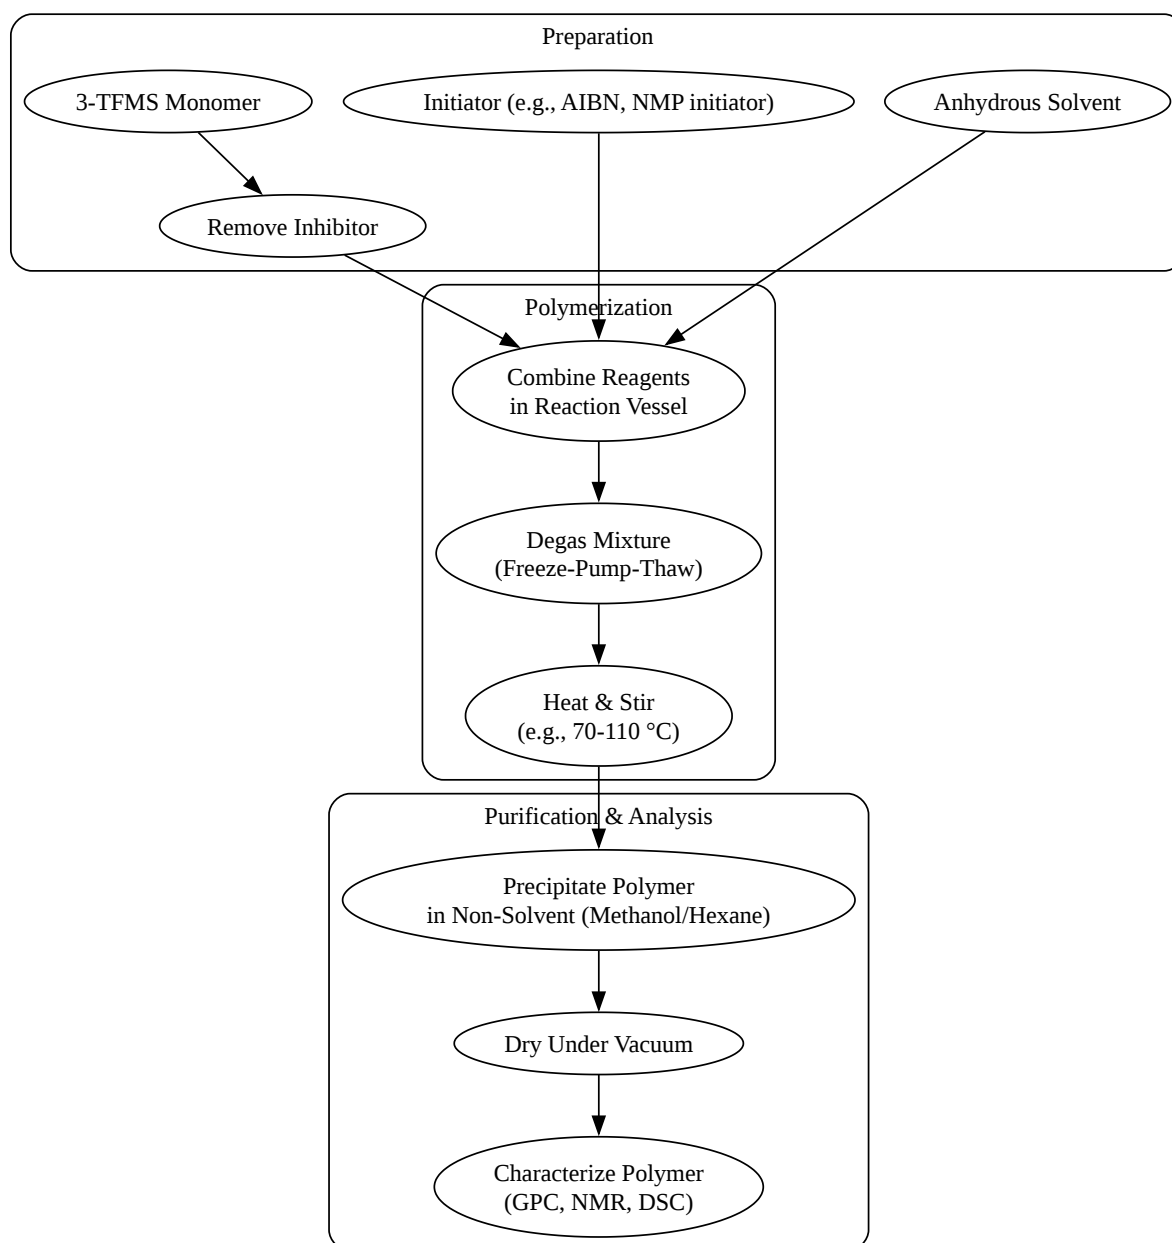 Preparation
3-TFMS Monomer
Initiator (e.g., AIBN, NMP initiator)
Anhydrous Solvent
Remove Inhibitor
Polymerization
Combine Reagents
in Reaction Vessel
Degas Mixture
(Freeze-Pump-Thaw)
Heat & Stir
(e.g., 70-110 °C)
Purification & Analysis
Precipitate Polymer
in Non-Solvent (Methanol/Hexane)
Dry Under Vacuum
Characterize Polymer
(GPC, NMR, DSC)